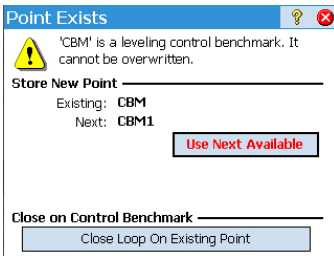 Point Exists
'CBM' is a leveling control benchmark. It
cannot be overwritten.
Store New Point
Existing: CBM
Next: CBM1
Use Next Available
Close on Control Benchmark
Close Loop On Existing Point